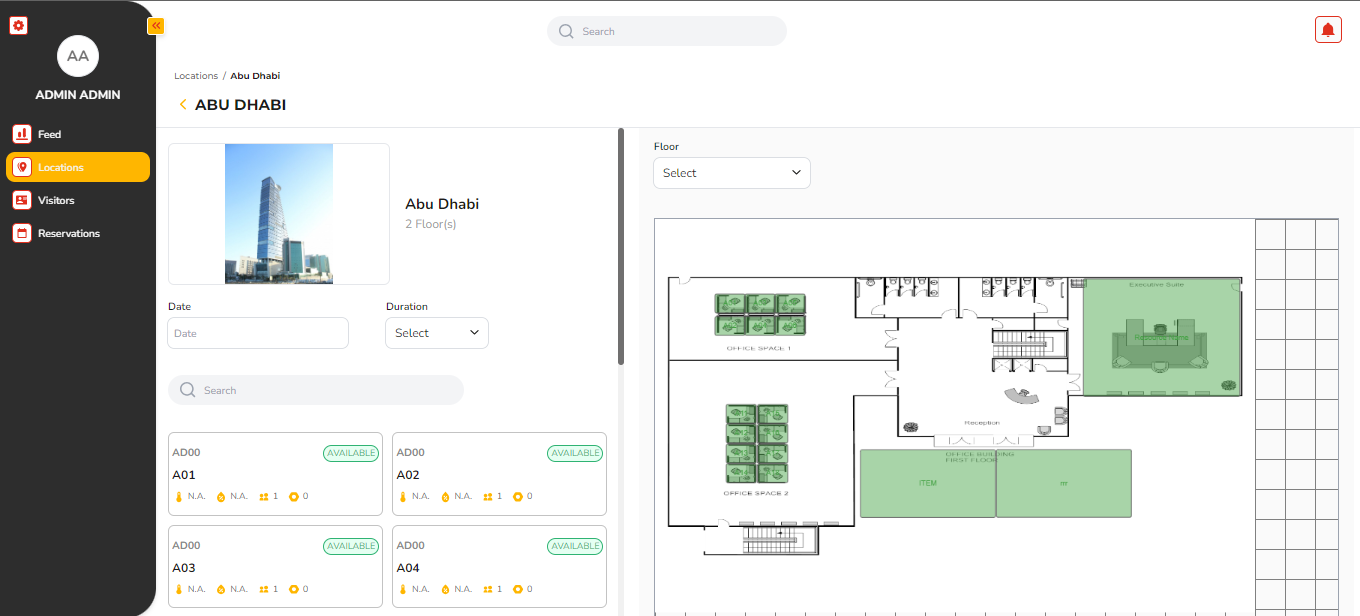 Search
AA
ADMIN ADMIN
Feed
Locations
Visitors
Reservations
Locations / Abu Dhabi
ABU DHABI
Abu Dhabi
2 Floor(s)
Date
Duration
Date
Select
Search
AD00
AVAILABLE
A01
N.A. N.A. 1 0
AD00
AVAILABLE
A02
N.A. N.A. 1 0
AD00
AVAILABLE
A03
N.A. N.A. 1 0
AD00
AVAILABLE
A04
N.A. N.A. 1 0
Floor
Select
Executive Suite
OFFICE SPACE 1
Reception
OFFICE BUILDING
FIRST FLOOR
ITEM
OFFICE SPACE 2